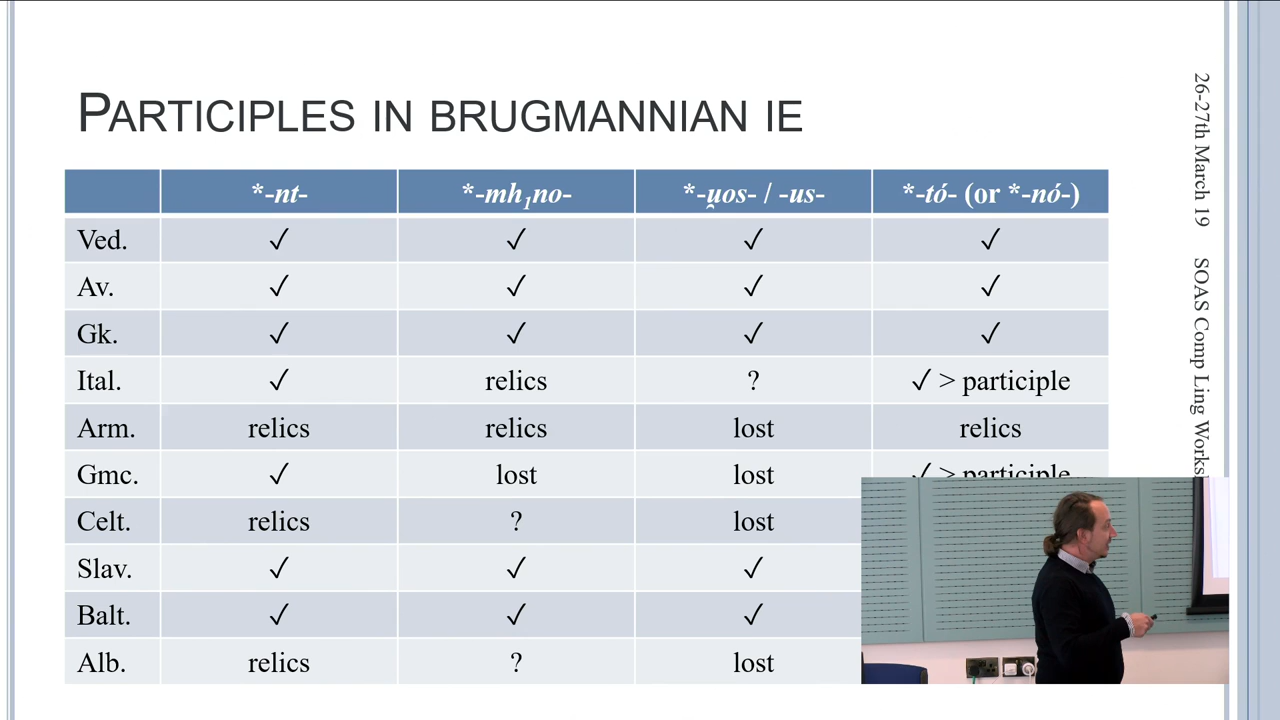 PARTICIPLES IN BRUGMANNIAN IE
*-nt- *-mh₁no- *-u̯os- / -us- *-tó- (or *-nó-)
Ved. ✓ ✓ ✓ ✓
Av. ✓ ✓ ✓ ✓
Gk. ✓ ✓ ✓ ✓
Ital. ✓ relics ? ✓ > participle
Arm. relics relics lost relics
Gmc. ✓ lost lost ✓ > participle
Celt. relics ? lost
Slav. ✓ ✓ ✓
Balt. ✓ ✓ ✓
Alb. relics ? lost
26-27th March 19 SOAS Comp Ling